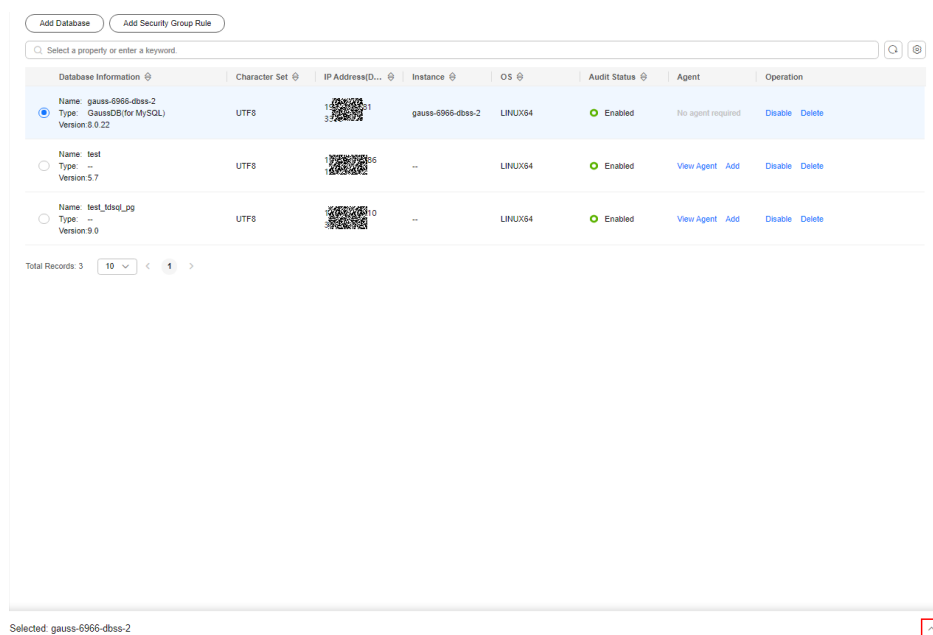 Add Database Add Security Group Rule
Select a property or enter a keyword.
Database Information Character Set IP Address(D... Instance OS Audit Status Agent Operation
Name: gauss-6966-dbss-2
Type: GaussDB(for MySQL) UTF8 gauss-6966-dbss-2 LINUX64 Enabled No agent required Disable Delete
Version:8.0.22
Name: test
Type: -- UTF8 -- LINUX64 Enabled View Agent Add Disable Delete
Version:5.7
Name: test_tdsql_pg
Type: -- UTF8 -- LINUX64 Enabled View Agent Add Disable Delete
Version:9.0
Total Records: 3 10 < 1 >
Selected: gauss-6966-dbss-2